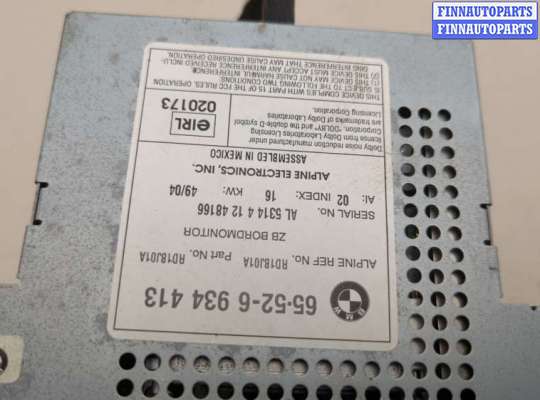 FINNAUTOPARTS
FINNAUTOPARTS
BMW
65-52-6 934 413
ALPINE REF No. RD18J01A Part No. RD18J01A
ZB BORDMONITOR
SERIAL No. AL 5314 4 12 48166
AI: 02 INDEX: 16 KW: 49/04
ALPINE ELECTRONICS, INC.
ASSEMBLED IN MEXICO
Dolby noise reduction manufactured under
license from Dolby Laboratories Licensing
Corporation. "DOLBY" and the double-D symbol
are trademarks of Dolby Laboratories
Licensing Corporation.
e1IRL
020173
THIS DEVICE COMPLIES WITH PART 15 OF THE FCC RULES. OPERATION
IS SUBJECT TO THE FOLLOWING TWO CONDITIONS:
(1) THIS DEVICE MAY NOT CAUSE HARMFUL INTERFERENCE.
(2) THIS DEVICE MUST ACCEPT ANY INTERFERENCE RECEIVED INCLU-
DING INTERFERENCE THAT MAY CAUSE UNDESIRED OPERATION.